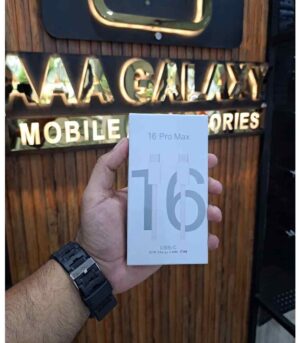 AAA GALAXY
MOBILE
16 Pro Max
16
USB-C